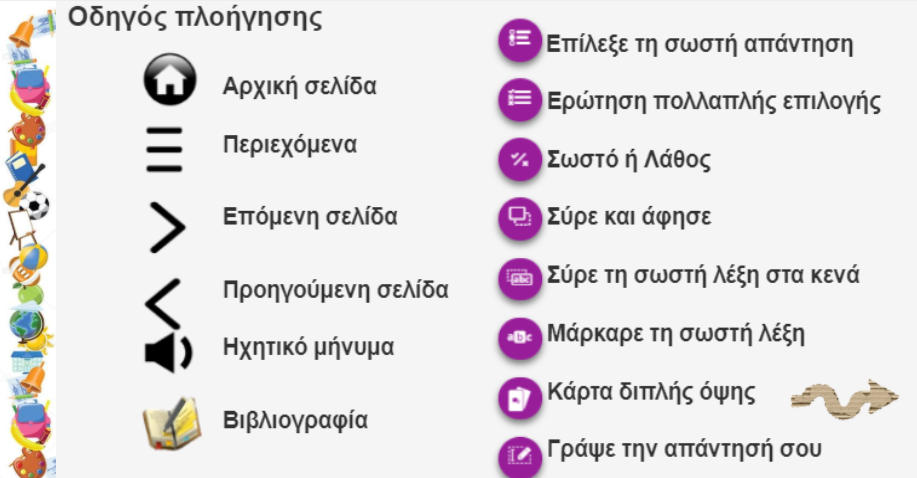 Οδηγός πλοήγησης
Αρχική σελίδα
Περιεχόμενα
Επόμενη σελίδα
Προηγούμενη σελίδα
Ηχητικό μήνυμα
Βιβλιογραφία
Επίλεξε τη σωστή απάντηση
Ερώτηση πολλαπλής επιλογής
Σωστό ή Λάθος
Σύρε και άφησε
Σύρε τη σωστή λέξη στα κενά
Μάρκαρε τη σωστή λέξη
Κάρτα διπλής όψης
Γράψε την απάντησή σου